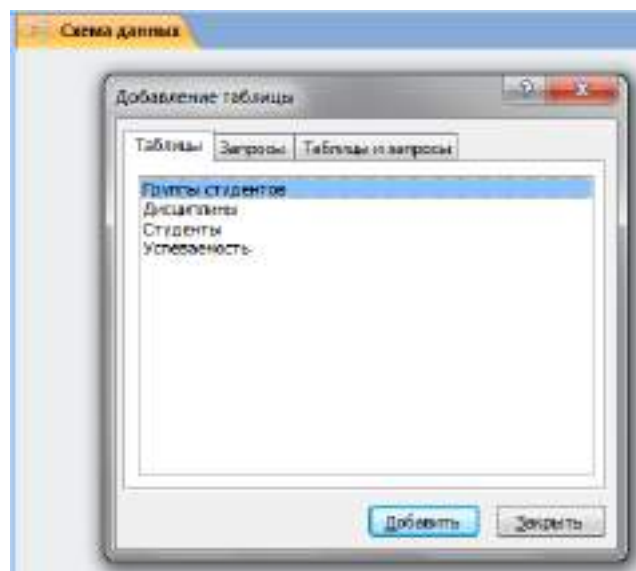 Схема данных
Добавление таблицы
Таблицы Запросы Таблицы и запросы
Группы студентов
Дисциплины
Студенты
Успеваемость
Добавить Закрыть